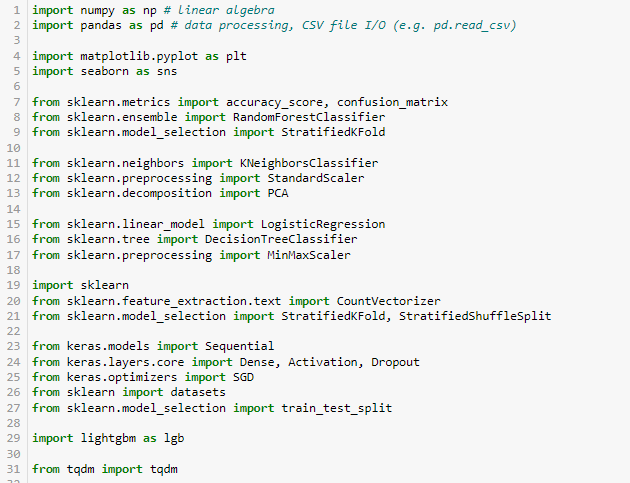 1 import numpy as np # linear algebra
2 import pandas as pd # data processing, CSV file I/O (e.g. pd.read_csv)
3
4 import matplotlib.pyplot as plt
5 import seaborn as sns
6
7 from sklearn.metrics import accuracy_score, confusion_matrix
8 from sklearn.ensemble import RandomForestClassifier
9 from sklearn.model_selection import StratifiedKFold
10
11 from sklearn.neighbors import KNeighborsClassifier
12 from sklearn.preprocessing import StandardScaler
13 from sklearn.decomposition import PCA
14
15 from sklearn.linear_model import LogisticRegression
16 from sklearn.tree import DecisionTreeClassifier
17 from sklearn.preprocessing import MinMaxScaler
18
19 import sklearn
20 from sklearn.feature_extraction.text import CountVectorizer
21 from sklearn.model_selection import StratifiedKFold, StratifiedShuffleSplit
22
23 from keras.models import Sequential
24 from keras.layers.core import Dense, Activation, Dropout
25 from keras.optimizers import SGD
26 from sklearn import datasets
27 from sklearn.model_selection import train_test_split
28
29 import lightgbm as lgb
30
31 from tqdm import tqdm
32